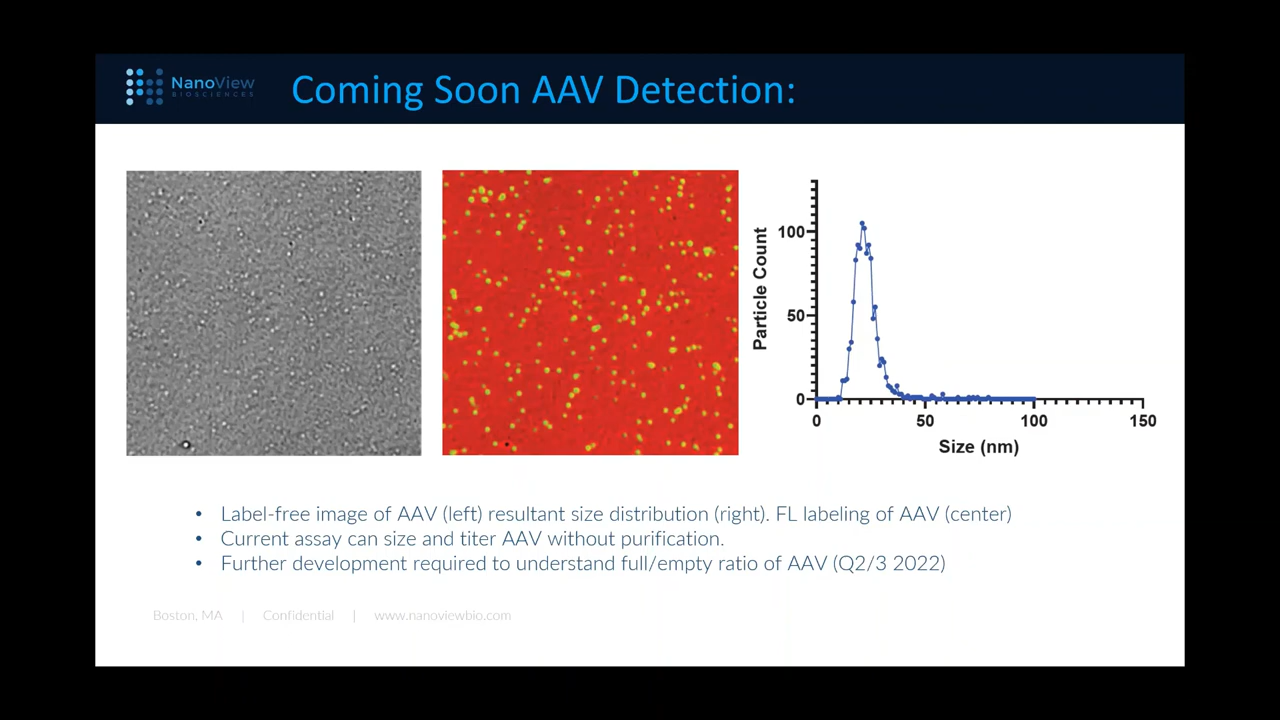 NanoView
BIOSCIENCES
Coming Soon AAV Detection:
Particle Count
100
50
0
0
50
100
150
Size (nm)
• Label-free image of AAV (left) resultant size distribution (right). FL labeling of AAV (center)
• Current assay can size and titer AAV without purification.
• Further development required to understand full/empty ratio of AAV (Q2/3 2022)
Boston, MA | Confidential | www.nanoviewbio.com